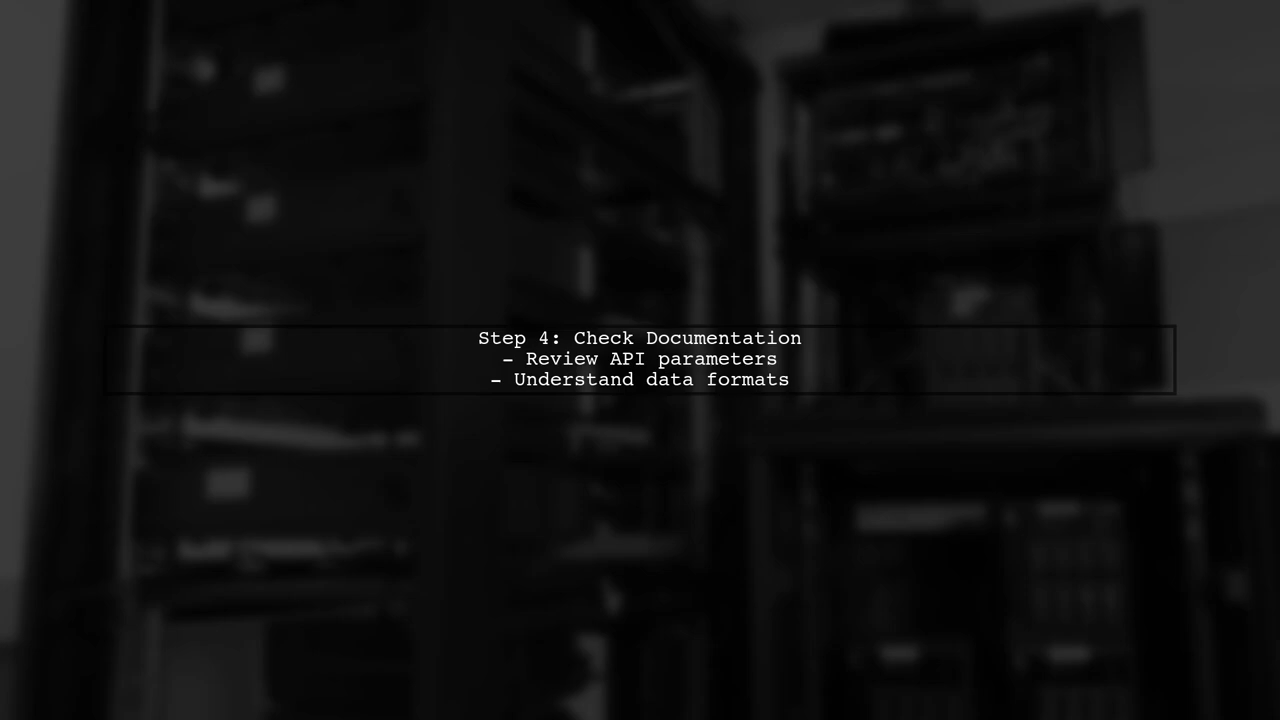 Step 4: Check Documentation
– Review API parameters
– Understand data formats